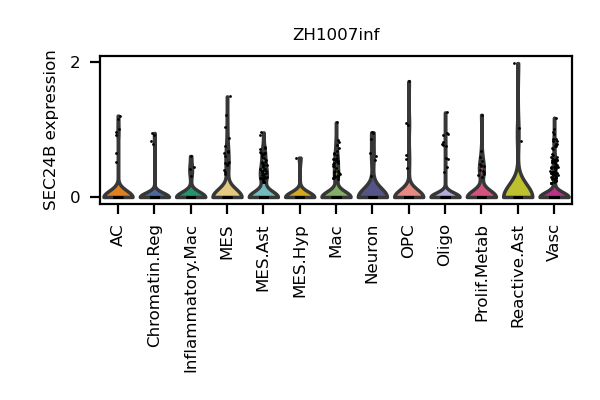 ZH1007inf
SEC24B expression
2
0
AC
Chromatin.Reg
Inflammatory.Mac
MES
MES.Ast
MES.Hyp
Mac
Neuron
OPC
Oligo
Prolif.Metab
Reactive.Ast
Vasc